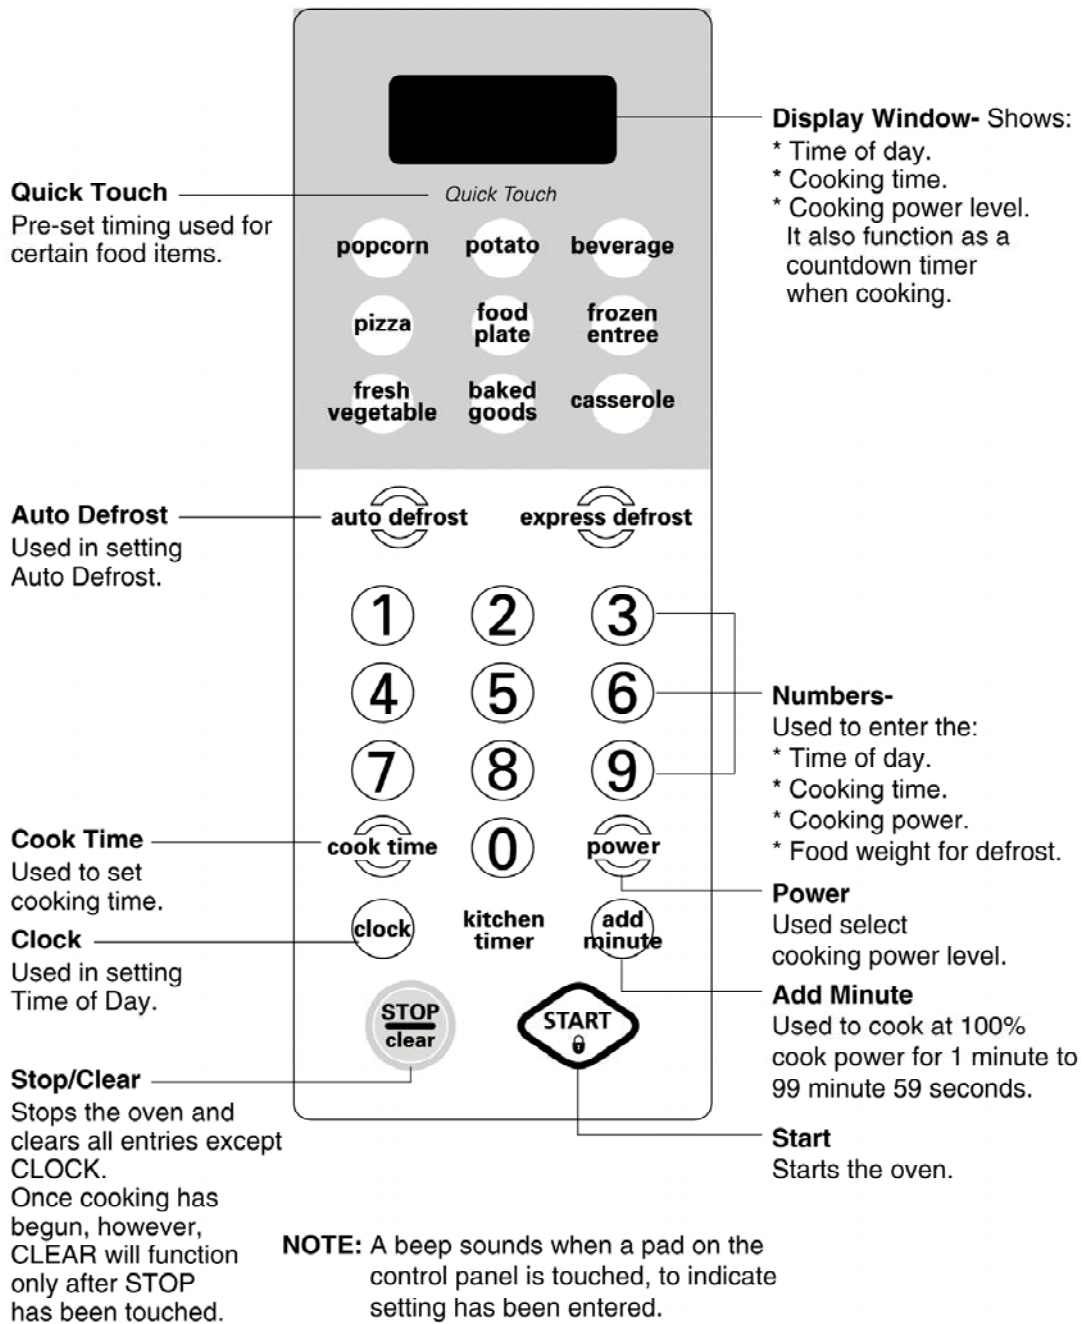 Display Window- Shows:
* Time of day.
* Cooking time.
* Cooking power level.
It also function as a
countdown timer
when cooking.
Quick Touch
Pre-set timing used for
certain food items.
Quick Touch
popcorn potato beverage
pizza food plate frozen entree
fresh vegetable baked goods casserole
Auto Defrost
Used in setting
Auto Defrost.
auto defrost express defrost
1 2 3
4 5 6
7 8 9
cook time 0 power
clock kitchen timer add minute
STOP
clear
START
Numbers-
Used to enter the:
* Time of day.
* Cooking time.
* Cooking power.
* Food weight for defrost.
Cook Time
Used to set
cooking time.
Power
Used select
cooking power level.
Clock
Used in setting
Time of Day.
Add Minute
Used to cook at 100%
cook power for 1 minute to
99 minute 59 seconds.
Stop/Clear
Stops the oven and
clears all entries except
CLOCK.
Once cooking has
begun, however,
CLEAR will function
only after STOP
has been touched.
Start
Starts the oven.
NOTE: A beep sounds when a pad on the
control panel is touched, to indicate
setting has been entered.